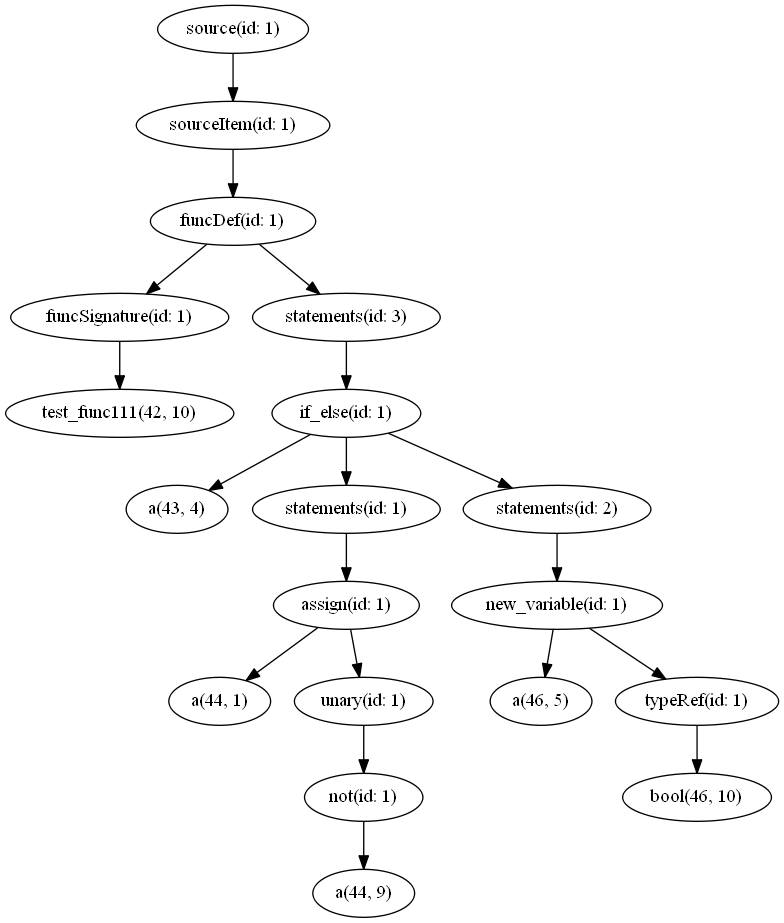 source(id: 1)
sourceItem(id: 1)
funcDef(id: 1)
funcSignature(id: 1)
statements(id: 3)
test_func111(42, 10)
if_else(id: 1)
a(43, 4)
statements(id: 1)
statements(id: 2)
assign(id: 1)
new_variable(id: 1)
a(44, 1)
unary(id: 1)
a(46, 5)
typeRef(id: 1)
not(id: 1)
bool(46, 10)
a(44, 9)